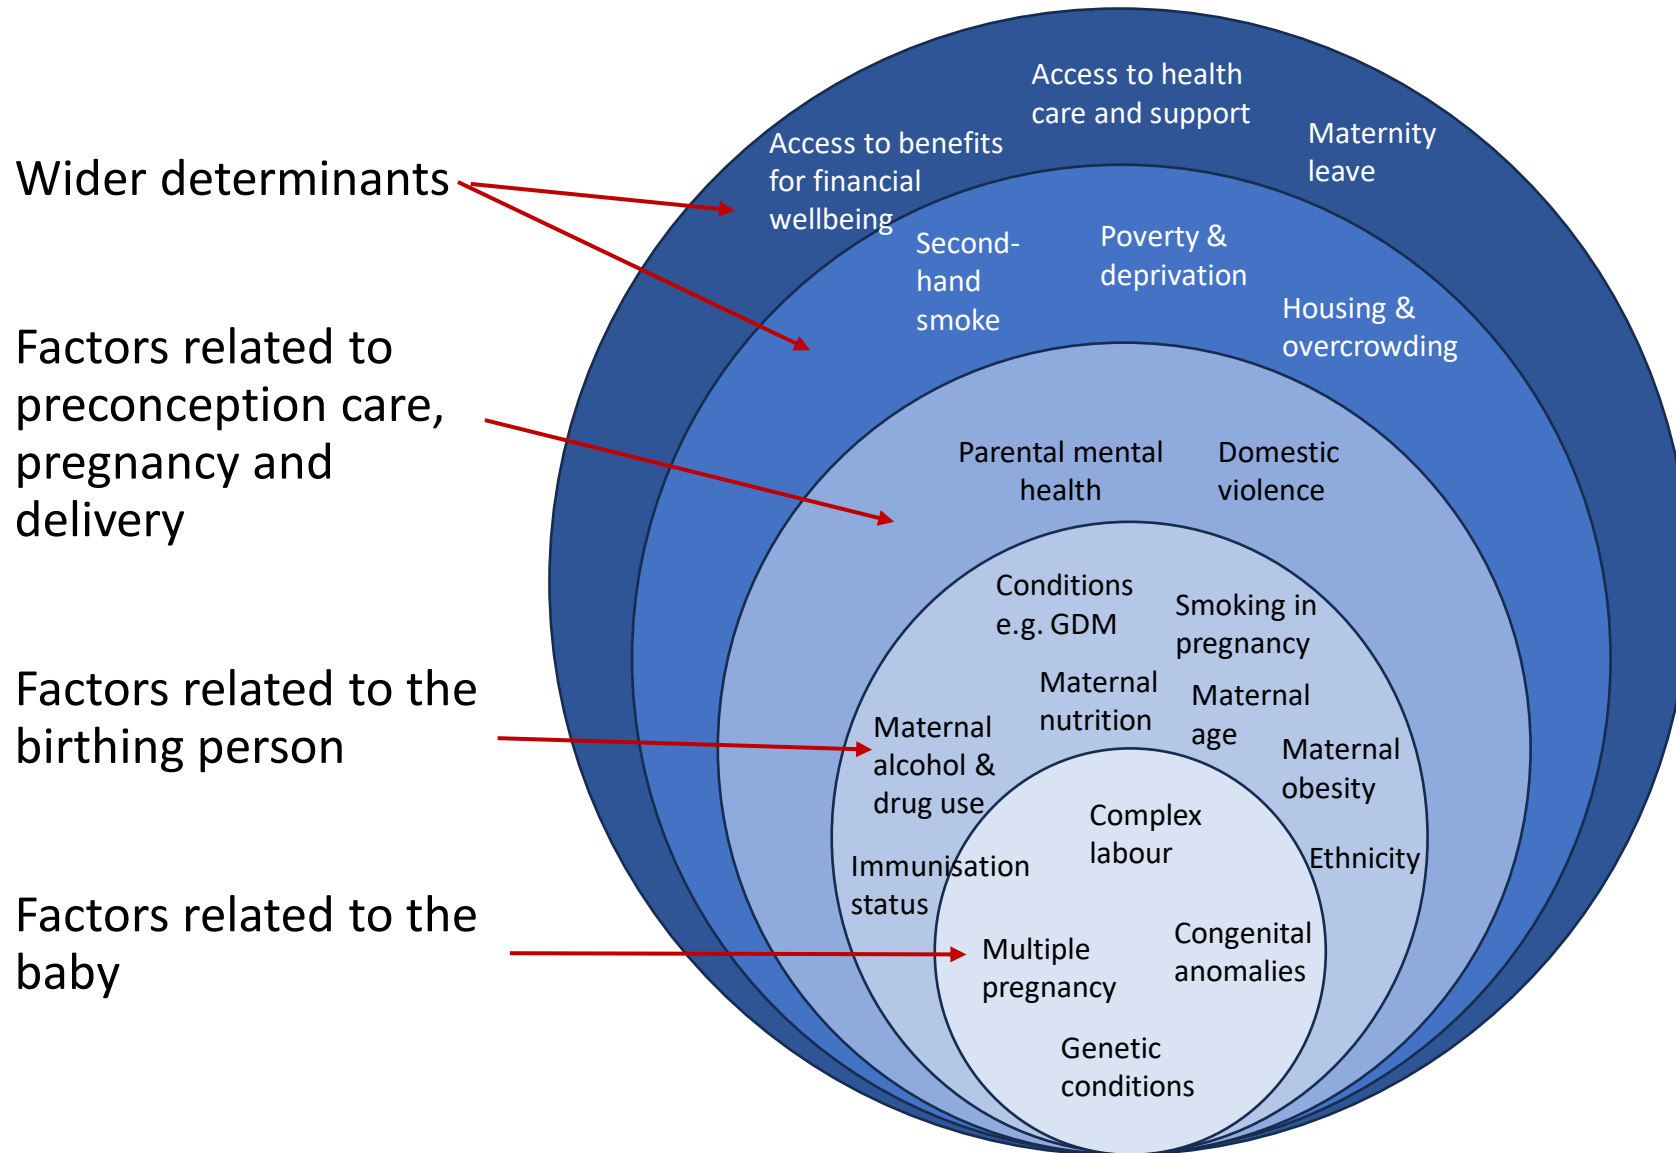 Wider determinants
Factors related to
preconception care,
pregnancy and
delivery
Factors related to the
birthing person
Factors related to the
baby
Access to health
care and support
Maternity
leave
Access to benefits
for financial
wellbeing
Second-
hand
smoke
Poverty &
deprivation
Housing &
overcrowding
Parental mental
health
Domestic
violence
Conditions
e.g. GDM
Smoking in
pregnancy
Maternal
nutrition
Maternal
age
Maternal
alcohol &
drug use
Maternal
obesity
Immunisation
status
Ethnicity
Complex
labour
Multiple
pregnancy
Congenital
anomalies
Genetic
conditions